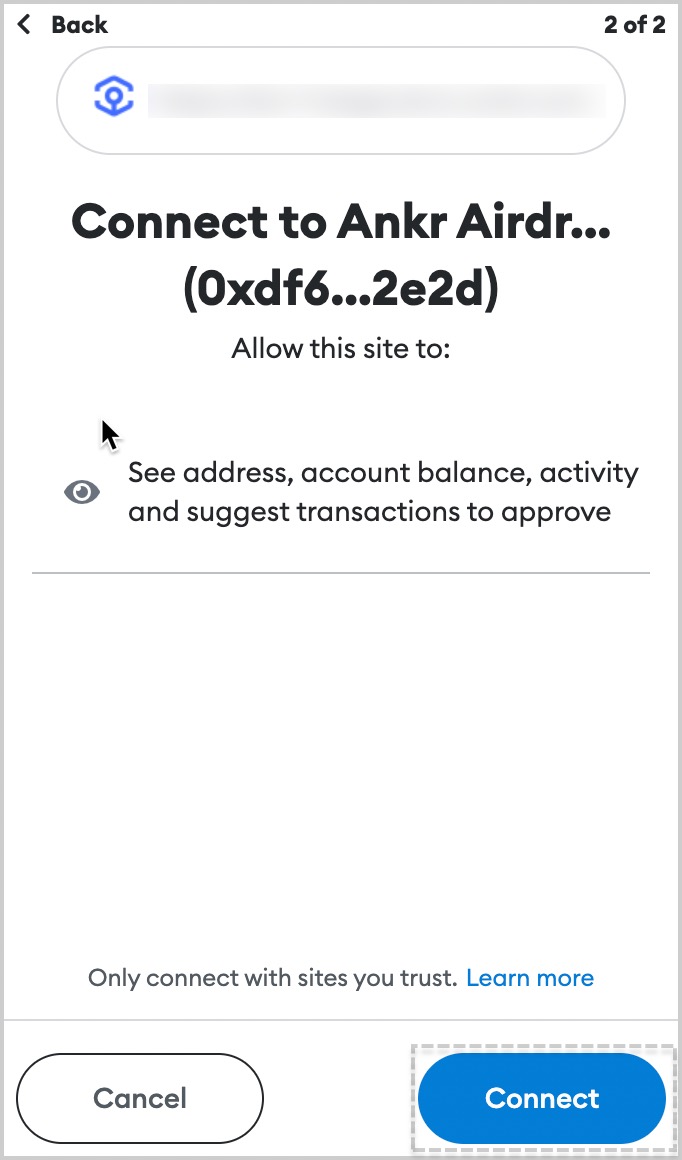 Back
2 of 2
Connect to Ankr Airdr...
(0xdf6...2e2d)
Allow this site to:
See address, account balance, activity
and suggest transactions to approve
Only connect with sites you trust. Learn more
Cancel
Connect